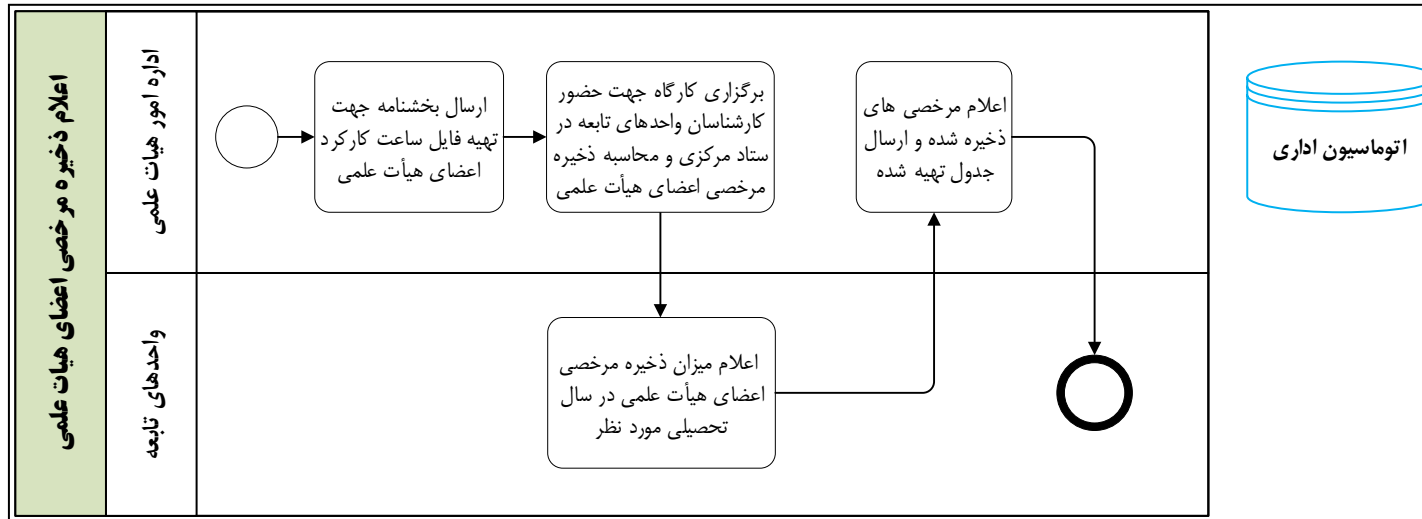 اعلام ذخیره مرخصی اعضای هیات علمی
اداره امور هیات علمی
ارسال بخشنامه جهت
تهیه فایل ساعت کارکرد
اعضای هیأت علمی
برگزاری کارگاه جهت حضور
کارشناسان واحدهای تابعه در
ستاد مرکزی و محاسبه ذخیره
مرخصی اعضای هیأت علمی
اعلام مرخصی های
ذخیره شده و ارسال
جدول تهیه شده
اتوماسیون اداری
واحدهای تابعه
اعلام میزان ذخیره مرخصی
اعضای هیأت علمی در سال
تحصیلی مورد نظر